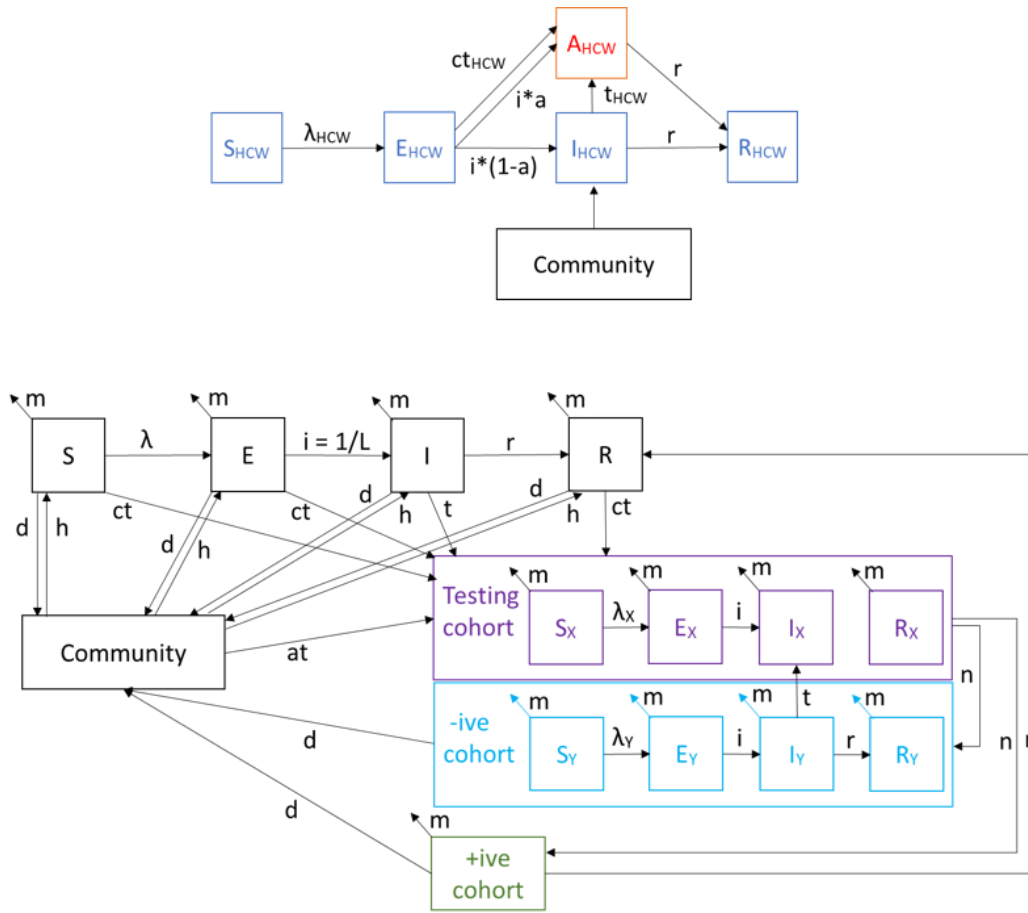 A_HCW
ct_HCW
r
i*a
t_HCW
S_HCW
λ_HCW
E_HCW
i*(1-a)
I_HCW
r
R_HCW
Community
m
m
m
m
S
λ
E
i = 1/L
I
r
R
d
h
ct
d
h
ct
d
h
t
d
h
ct
Community
at
Testing
cohort
m
S_X
λ_X
m
E_X
i
m
I_X
m
R_X
n
n
t
-ive
cohort
m
S_Y
λ_Y
m
E_Y
i
m
I_Y
r
m
R_Y
d
d
m
+ive
cohort